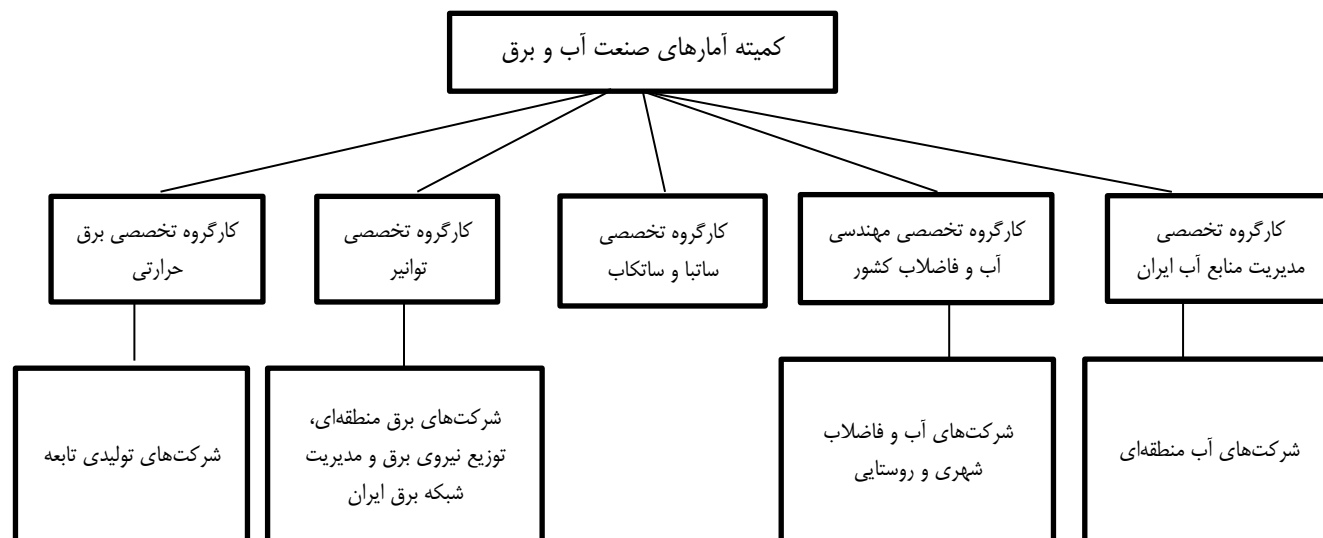 کمیته آمارهای صنعت آب و برق
کارگروه تخصصی
مدیریت منابع آب ایران
کارگروه تخصصی مهندسی
آب و فاضلاب کشور
کارگروه تخصصی
ساتبا و ساتکاب
کارگروه تخصصی
توانیر
کارگروه تخصصی برق
حرارتی
شرکت‌های آب منطقه‌ای
شرکت‌های آب و فاضلاب
شهری و روستایی
شرکت‌های برق منطقه‌ای،
توزیع نیروی برق و مدیریت
شبکه برق ایران
شرکت‌های تولیدی تابعه